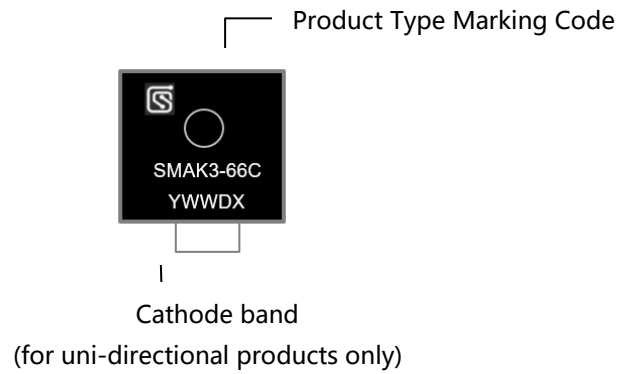 Product Type Marking Code
SMAK3-66C
YWWDX
Cathode band
(for uni-directional products only)